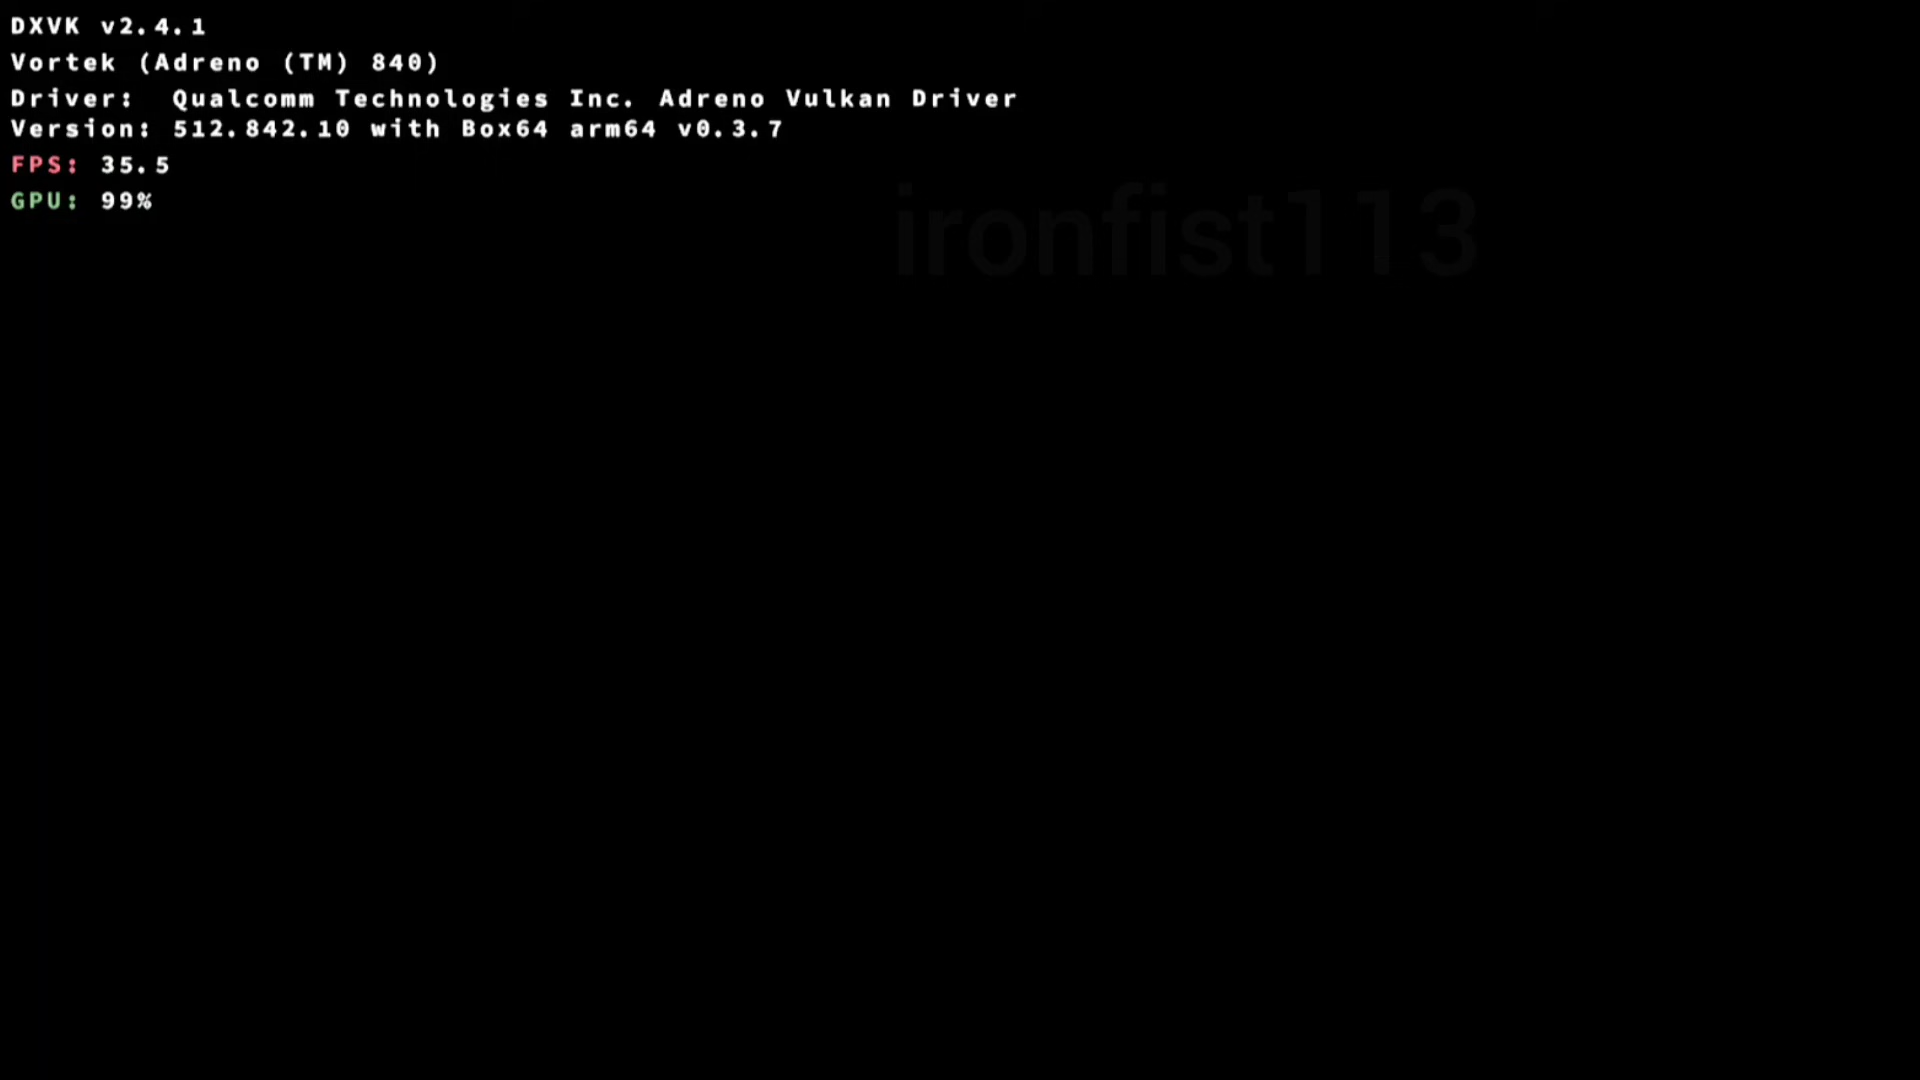 DXVK v2.4.1
Vortek (Adreno (TM) 840)
Driver: Qualcomm Technologies Inc. Adreno Vulkan Driver
Version: 512.842.10 with Box64 arm64 v0.3.7
FPS: 35.5
GPU: 99%
ironfist113